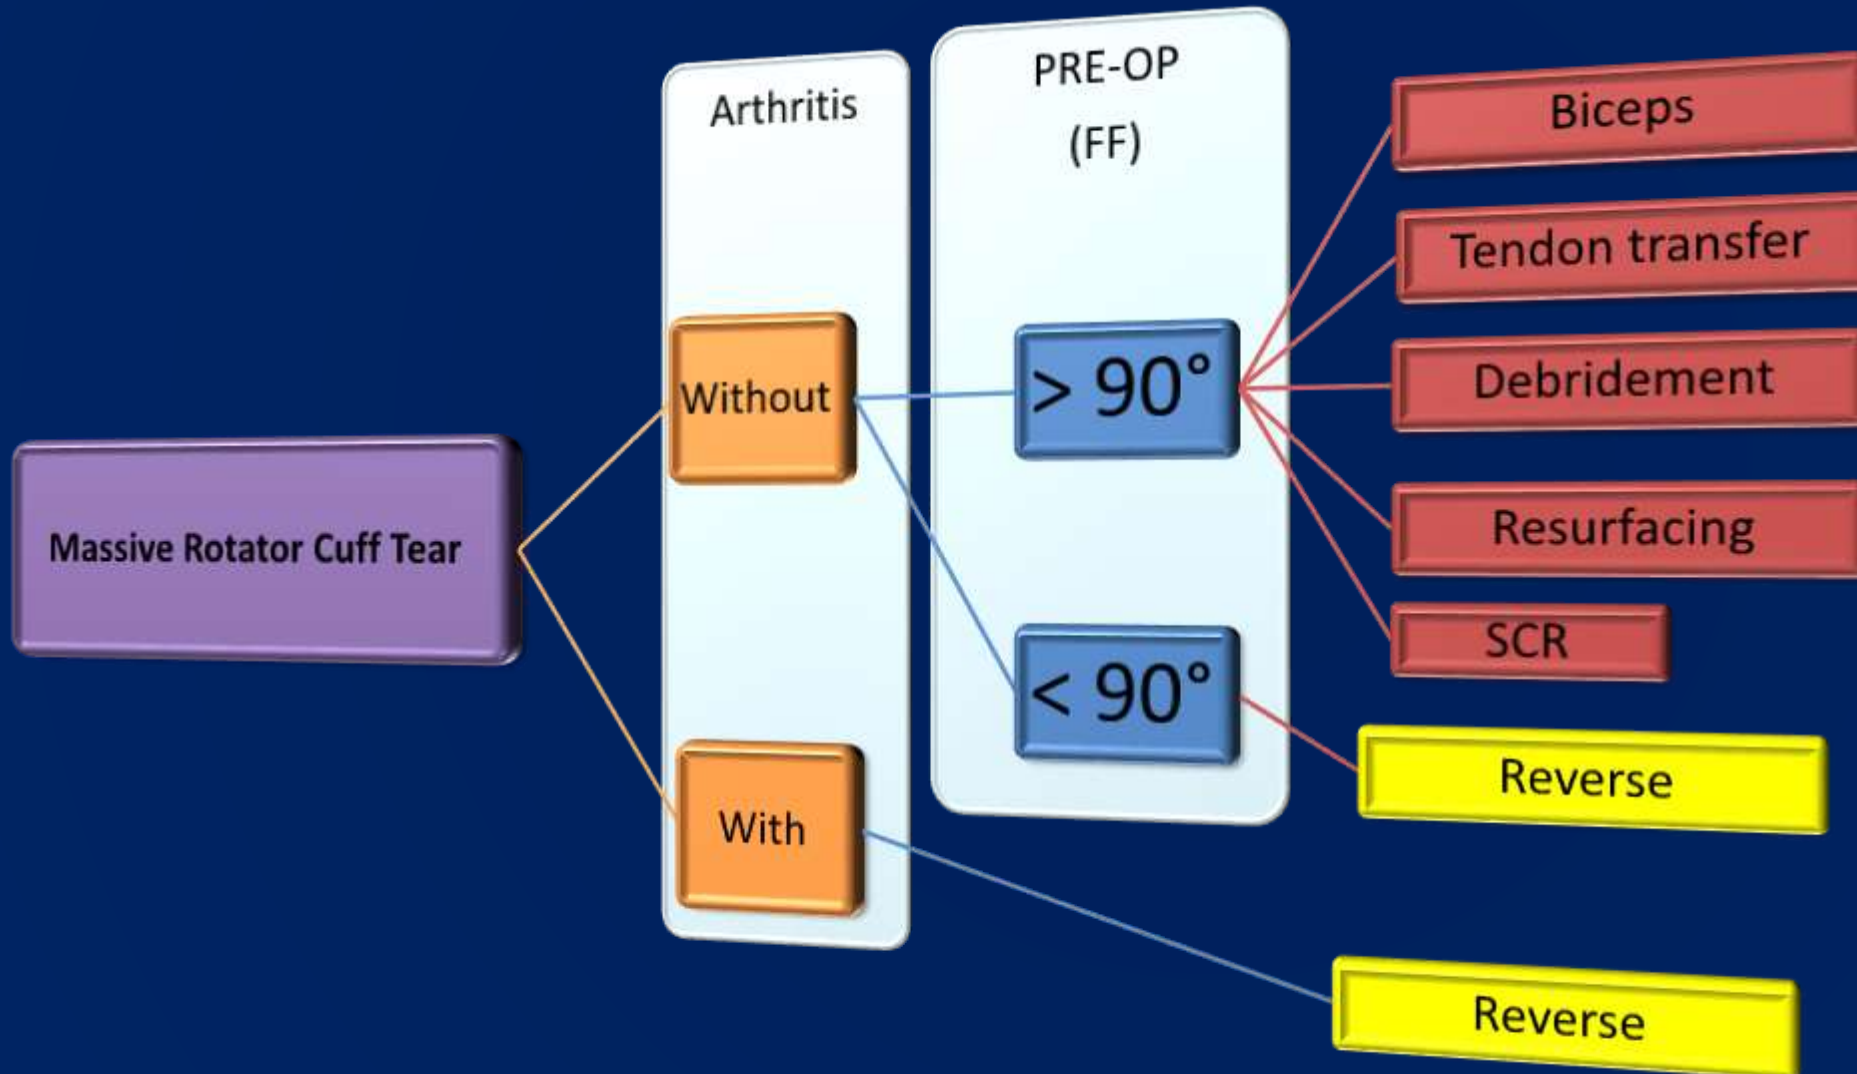 Massive Rotator Cuff Tear
Arthritis
Without
With
PRE-OP
(FF)
> 90°
< 90°
Biceps
Tendon transfer
Debridement
Resurfacing
SCR
Reverse
Reverse